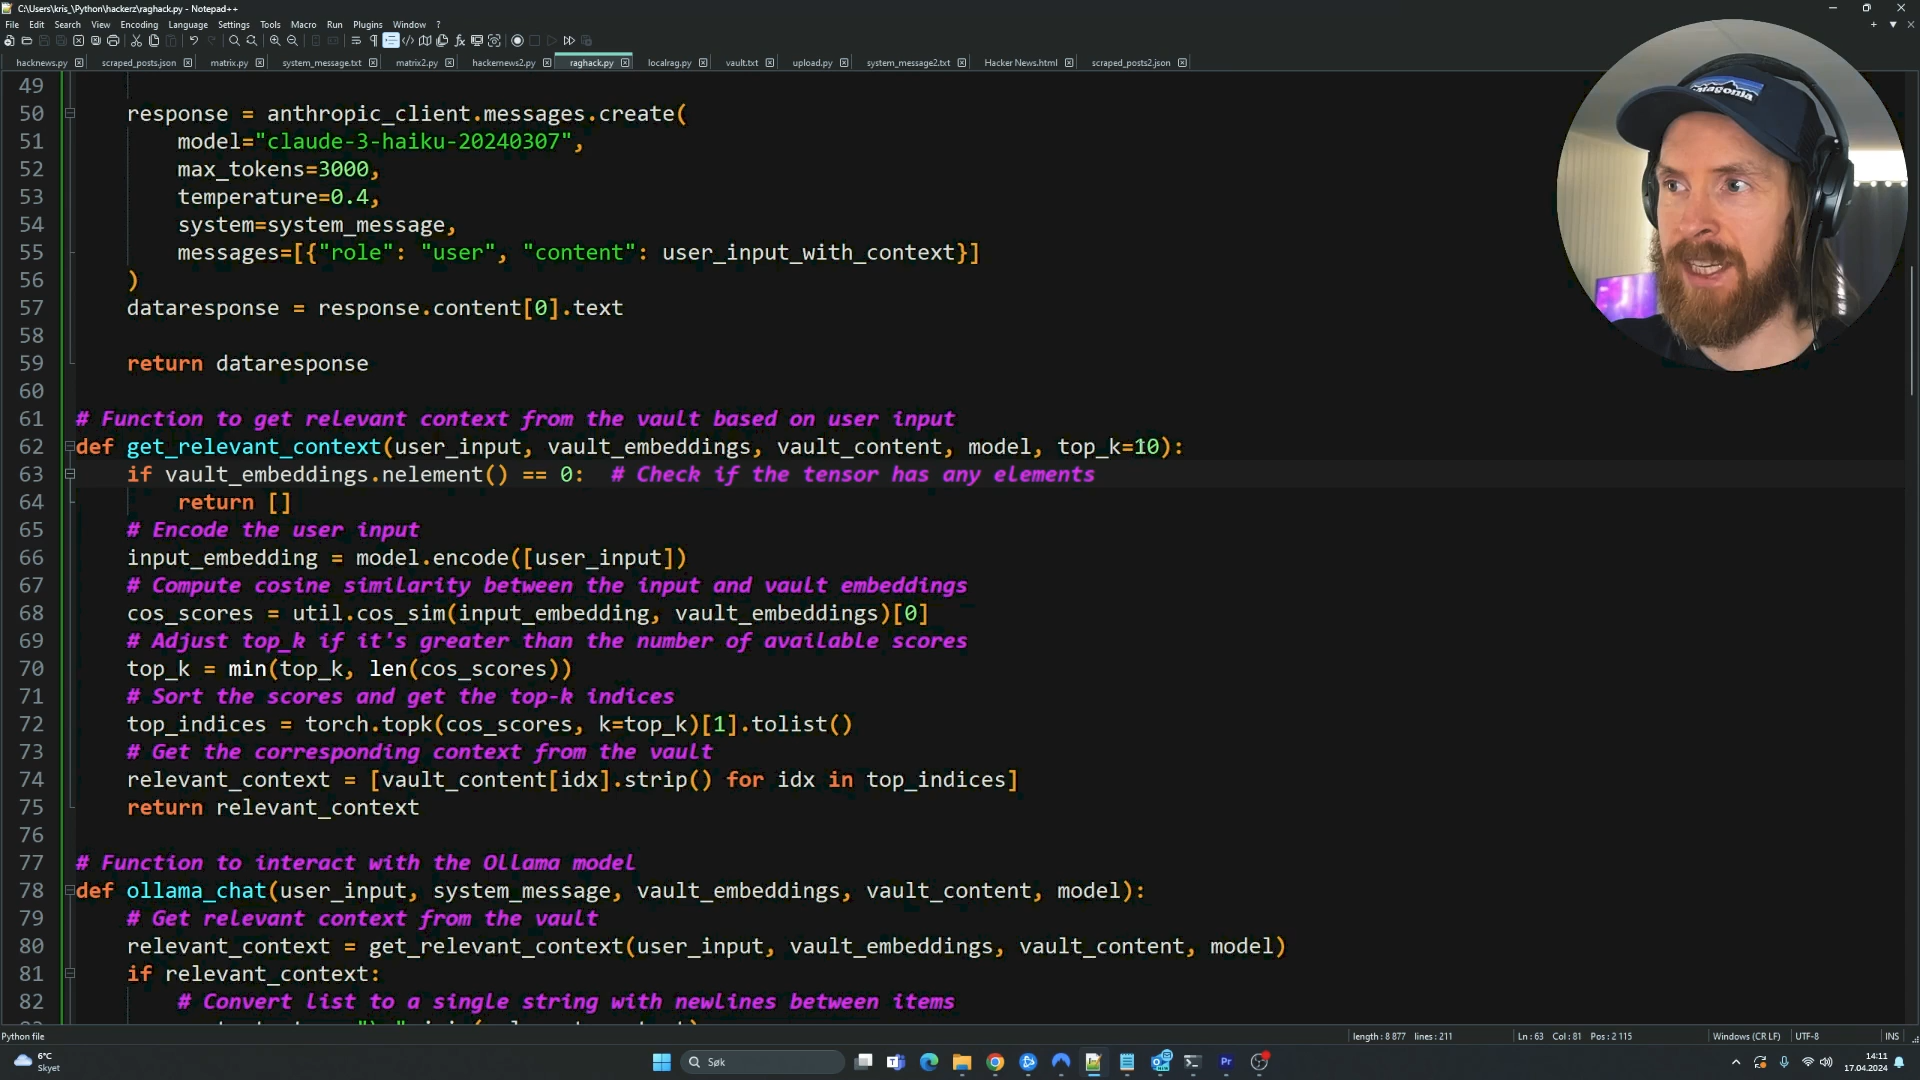 C:\Users\kris_\Python\hackerz\raghack.py - Notepad++
File Edit Search View Encoding Language Settings Tools Macro Run Plugins Window ?
hacknews.py scraped_posts.json matrix.py system_message.txt matrix2.py hackernews2.py raghack.py localrag.py vault.txt upload.py system_message2.txt Hacker News.html scraped_posts2.json
49
50 response = anthropic_client.messages.create(
51 model="claude-3-haiku-20240307",
52 max_tokens=3000,
53 temperature=0.4,
54 system=system_message,
55 messages=[{"role": "user", "content": user_input_with_context}]
56 )
57 dataresponse = response.content[0].text
58
59 return dataresponse
60
61 # Function to get relevant context from the vault based on user input
62 def get_relevant_context(user_input, vault_embeddings, vault_content, model, top_k=10):
63 if vault_embeddings.nelement() == 0: # Check if the tensor has any elements
64 return []
65 # Encode the user input
66 input_embedding = model.encode([user_input])
67 # Compute cosine similarity between the input and vault embeddings
68 cos_scores = util.cos_sim(input_embedding, vault_embeddings)[0]
69 # Adjust top_k if it's greater than the number of available scores
70 top_k = min(top_k, len(cos_scores))
71 # Sort the scores and get the top-k indices
72 top_indices = torch.topk(cos_scores, k=top_k)[1].tolist()
73 # Get the corresponding context from the vault
74 relevant_context = [vault_content[idx].strip() for idx in top_indices]
75 return relevant_context
76
77 # Function to interact with the Ollama model
78 def ollama_chat(user_input, system_message, vault_embeddings, vault_content, model):
79 # Get relevant context from the vault
80 relevant_context = get_relevant_context(user_input, vault_embeddings, vault_content, model)
81 if relevant_context:
82 # Convert list to a single string with newlines between items
Python file length : 8 877 lines : 211 Ln : 63 Col : 81 Pos : 2 115 Windows (CR LF) UTF-8 INS
6°C
Skyet
Søk
14:11
17.04.2024
patagonia